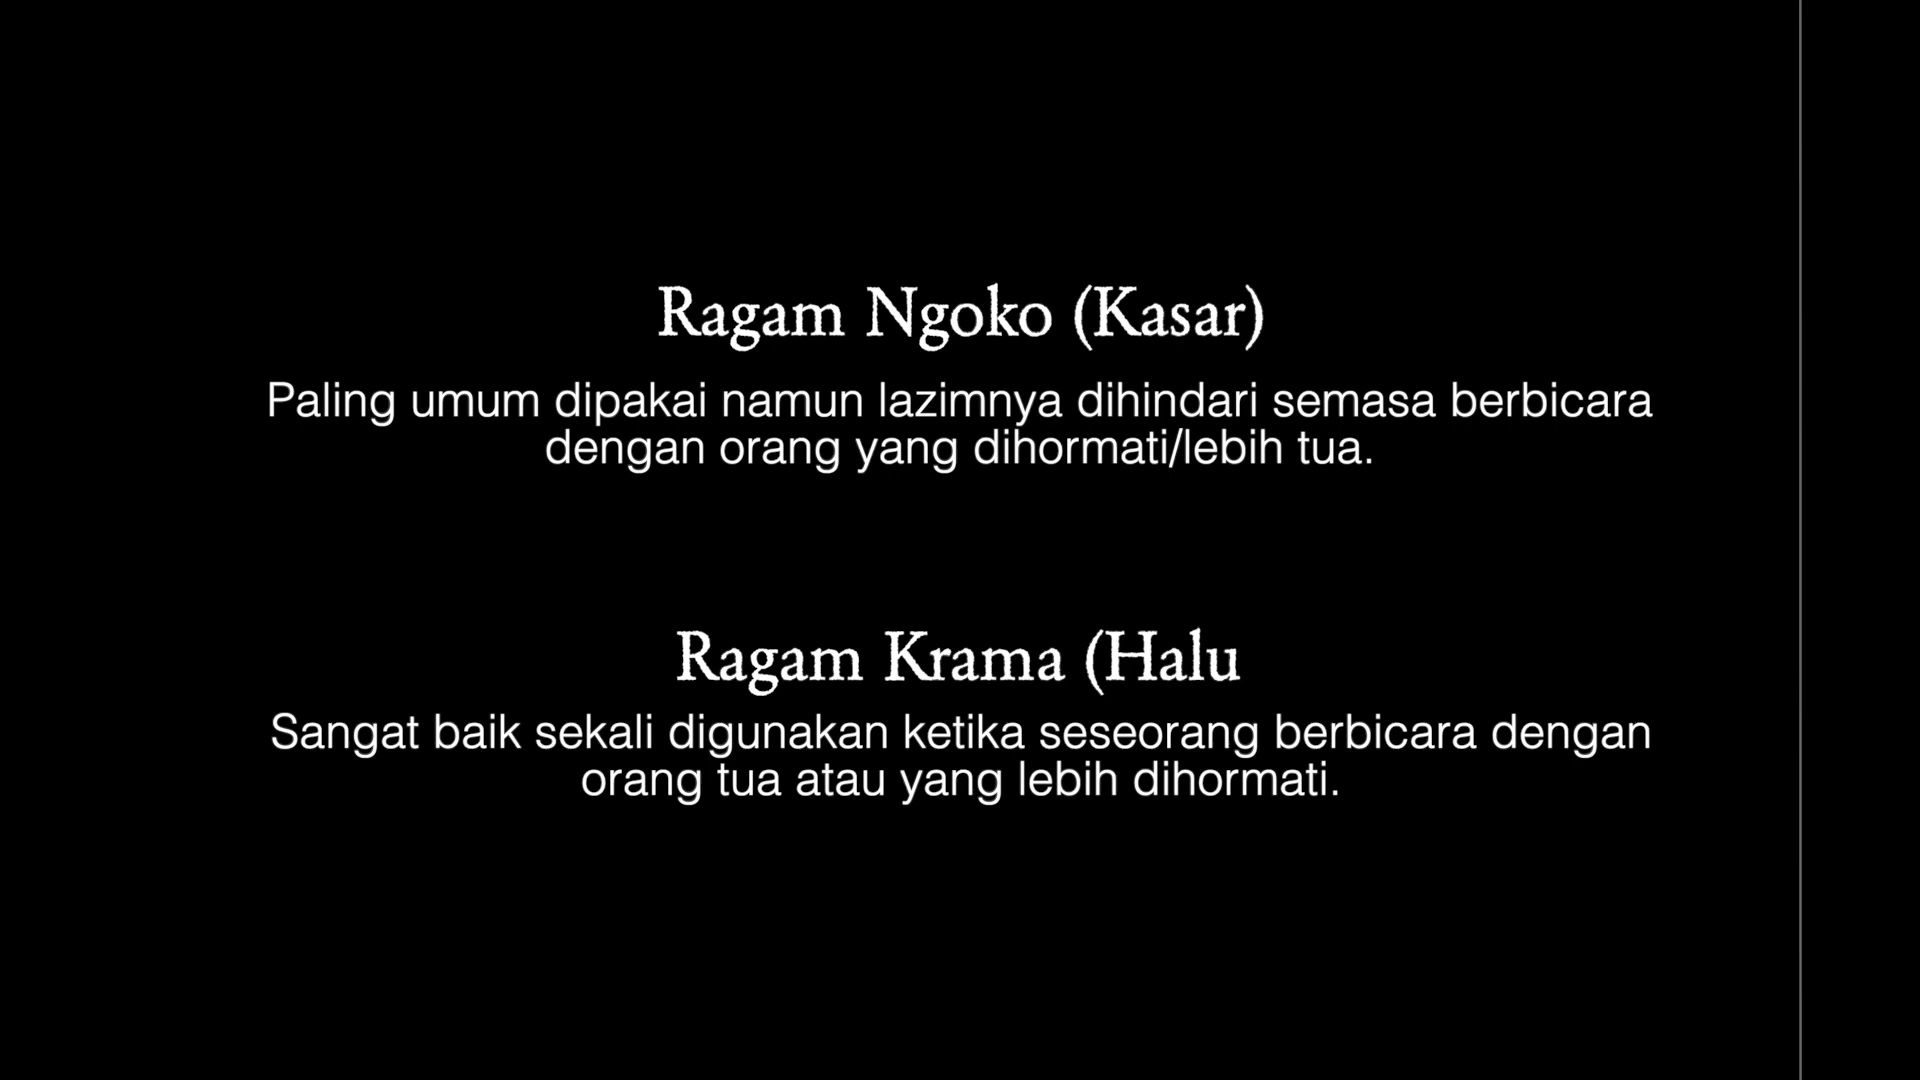 Ragam Ngoko (Kasar)
Paling umum dipakai namun lazimnya dihindari semasa berbicara
dengan orang yang dihormati/lebih tua.
Ragam Krama (Halu
Sangat baik sekali digunakan ketika seseorang berbicara dengan
orang tua atau yang lebih dihormati.